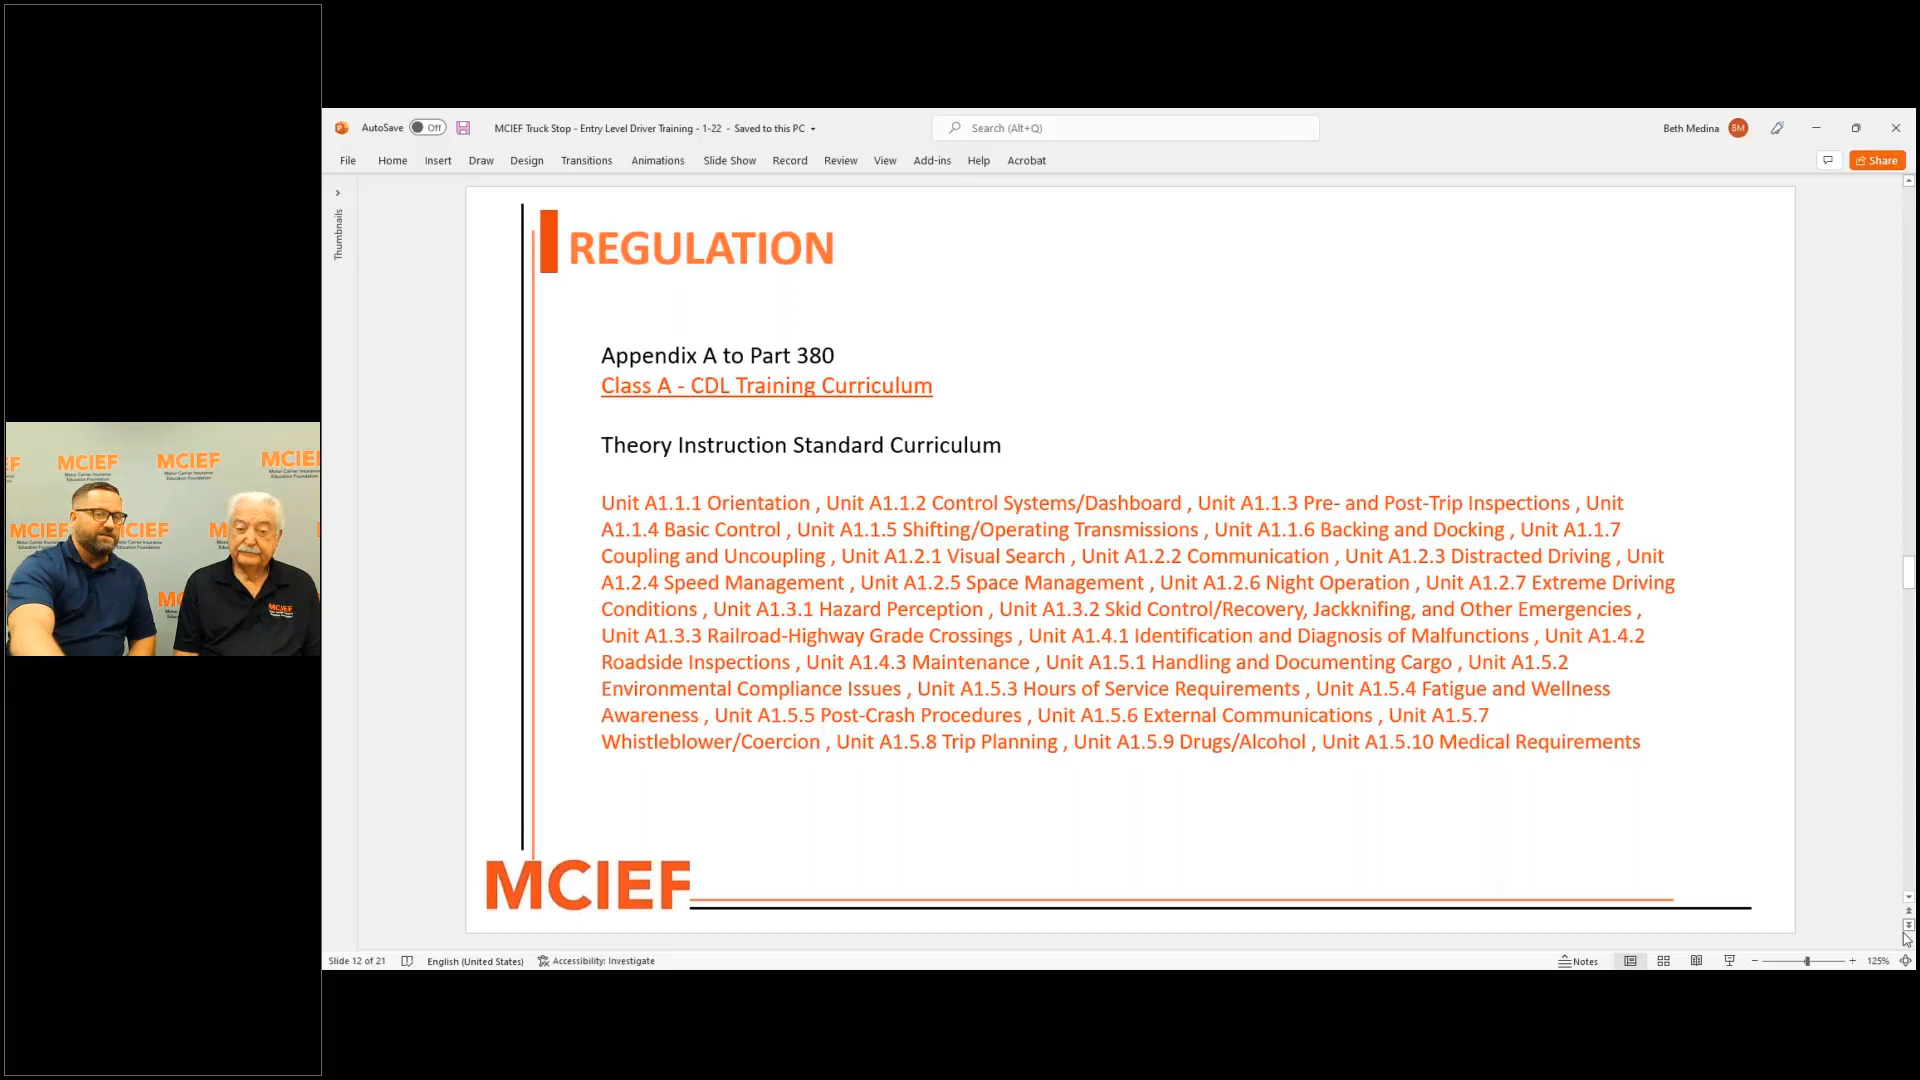 AutoSave Off MCIEF Truck Stop - Entry Level Driver Training - 1-22 - Saved to this PC Search (Alt+Q) Beth Medina BM
File Home Insert Draw Design Transitions Animations Slide Show Record Review View Add-ins Help Acrobat Share
Thumbnails
REGULATION
Appendix A to Part 380
Class A - CDL Training Curriculum
Theory Instruction Standard Curriculum
Unit A1.1.1 Orientation , Unit A1.1.2 Control Systems/Dashboard , Unit A1.1.3 Pre- and Post-Trip Inspections , Unit
A1.1.4 Basic Control , Unit A1.1.5 Shifting/Operating Transmissions , Unit A1.1.6 Backing and Docking , Unit A1.1.7
Coupling and Uncoupling , Unit A1.2.1 Visual Search , Unit A1.2.2 Communication , Unit A1.2.3 Distracted Driving , Unit
A1.2.4 Speed Management , Unit A1.2.5 Space Management , Unit A1.2.6 Night Operation , Unit A1.2.7 Extreme Driving
Conditions , Unit A1.3.1 Hazard Perception , Unit A1.3.2 Skid Control/Recovery, Jackknifing, and Other Emergencies ,
Unit A1.3.3 Railroad-Highway Grade Crossings , Unit A1.4.1 Identification and Diagnosis of Malfunctions , Unit A1.4.2
Roadside Inspections , Unit A1.4.3 Maintenance , Unit A1.5.1 Handling and Documenting Cargo , Unit A1.5.2
Environmental Compliance Issues , Unit A1.5.3 Hours of Service Requirements , Unit A1.5.4 Fatigue and Wellness
Awareness , Unit A1.5.5 Post-Crash Procedures , Unit A1.5.6 External Communications , Unit A1.5.7
Whistleblower/Coercion , Unit A1.5.8 Trip Planning , Unit A1.5.9 Drugs/Alcohol , Unit A1.5.10 Medical Requirements
MCIEF
Slide 12 of 21 English (United States) Accessibility: Investigate Notes 125%
MCIEF MCIEF MCIEF
Motor Carrier Insurance Education Foundation
MCIEF MCIEF
MCIEF